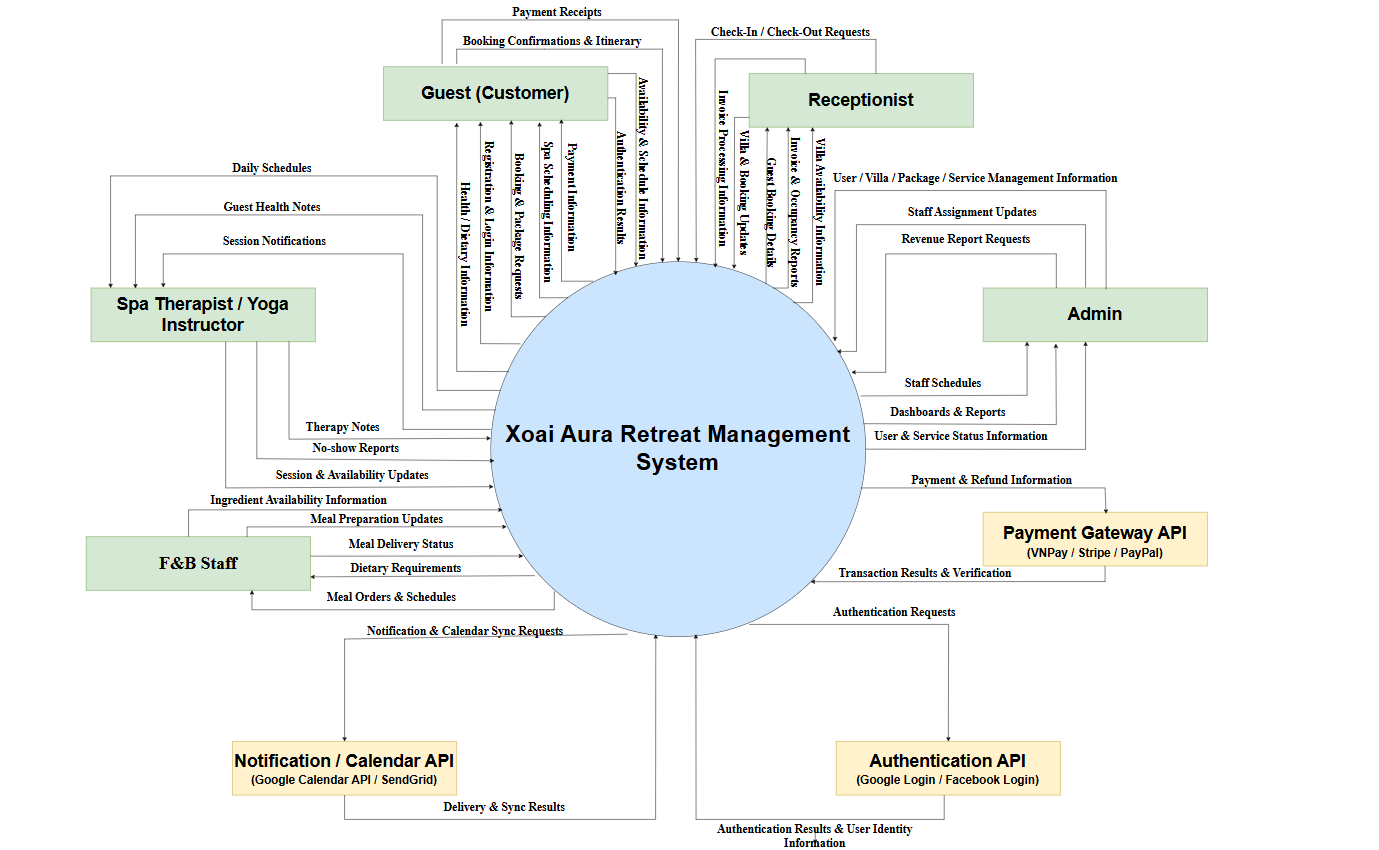 Payment Receipts
Booking Confirmations & Itinerary
Check-In / Check-Out Requests
Guest (Customer)
Receptionist
Health / Dietary Information
Registration & Login Information
Booking & Package Requests
Spa Scheduling Information
Payment Information
Authentication Results
Availability & Schedule Information
Invoice Processing Information
Villa & Booking Updates
Guest Booking Details
Invoice & Occupancy Reports
Villa Availability Information
Daily Schedules
User / Villa / Package / Service Management Information
Guest Health Notes
Staff Assignment Updates
Session Notifications
Revenue Report Requests
Spa Therapist / Yoga
Instructor
Admin
Staff Schedules
Dashboards & Reports
User & Service Status Information
Therapy Notes
No-show Reports
Session & Availability Updates
Xoai Aura Retreat Management
System
Payment & Refund Information
Ingredient Availability Information
Meal Preparation Updates
Meal Delivery Status
F&B Staff
Dietary Requirements
Meal Orders & Schedules
Payment Gateway API
(VNPay / Stripe / PayPal)
Transaction Results & Verification
Authentication Requests
Notification & Calendar Sync Requests
Notification / Calendar API
(Google Calendar API / SendGrid)
Delivery & Sync Results
Authentication API
(Google Login / Facebook Login)
Authentication Results & User Identity
Information